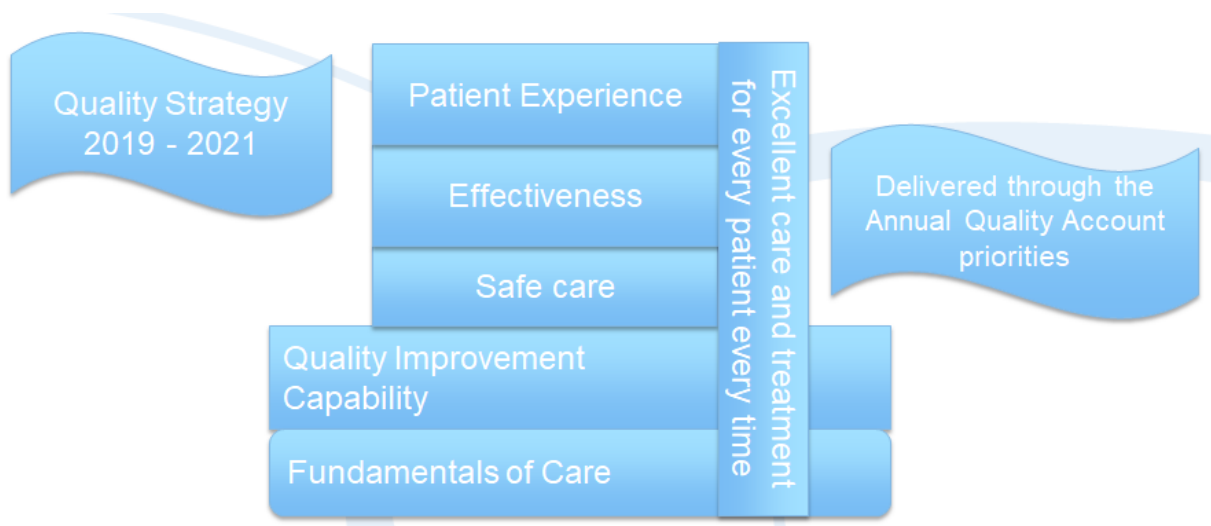 Quality Strategy
2019 - 2021
Patient Experience
Effectiveness
Safe care
Quality Improvement
Capability
Fundamentals of Care
Excellent care and treatment
for every patient every time
Delivered through the
Annual Quality Account
priorities